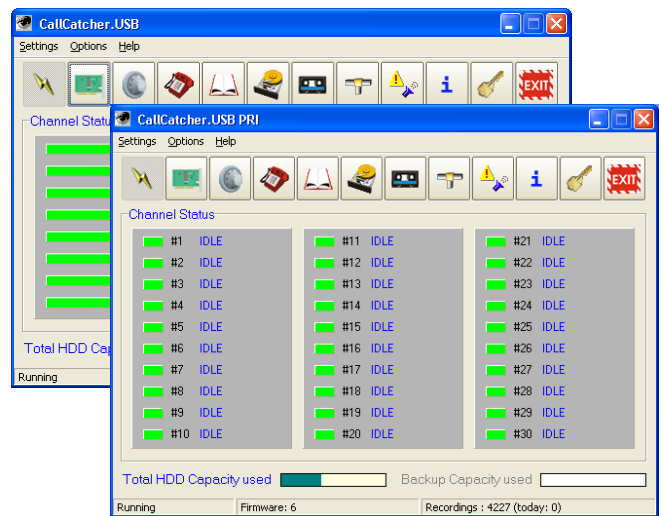 CallCatcher.USB
Settings Options Help
EXIT
Channel Statu
Total HDD Cap
Running
CallCatcher.USB PRI
Settings Options Help
i
EXIT
Channel Status
#1 IDLE
#2 IDLE
#3 IDLE
#4 IDLE
#5 IDLE
#6 IDLE
#7 IDLE
#8 IDLE
#9 IDLE
#10 IDLE
#11 IDLE
#12 IDLE
#13 IDLE
#14 IDLE
#15 IDLE
#16 IDLE
#17 IDLE
#18 IDLE
#19 IDLE
#20 IDLE
#21 IDLE
#22 IDLE
#23 IDLE
#24 IDLE
#25 IDLE
#26 IDLE
#27 IDLE
#28 IDLE
#29 IDLE
#30 IDLE
Total HDD Capacity used
Backup Capacity used
Running
Firmware: 6
Recordings : 4227 (today: 0)